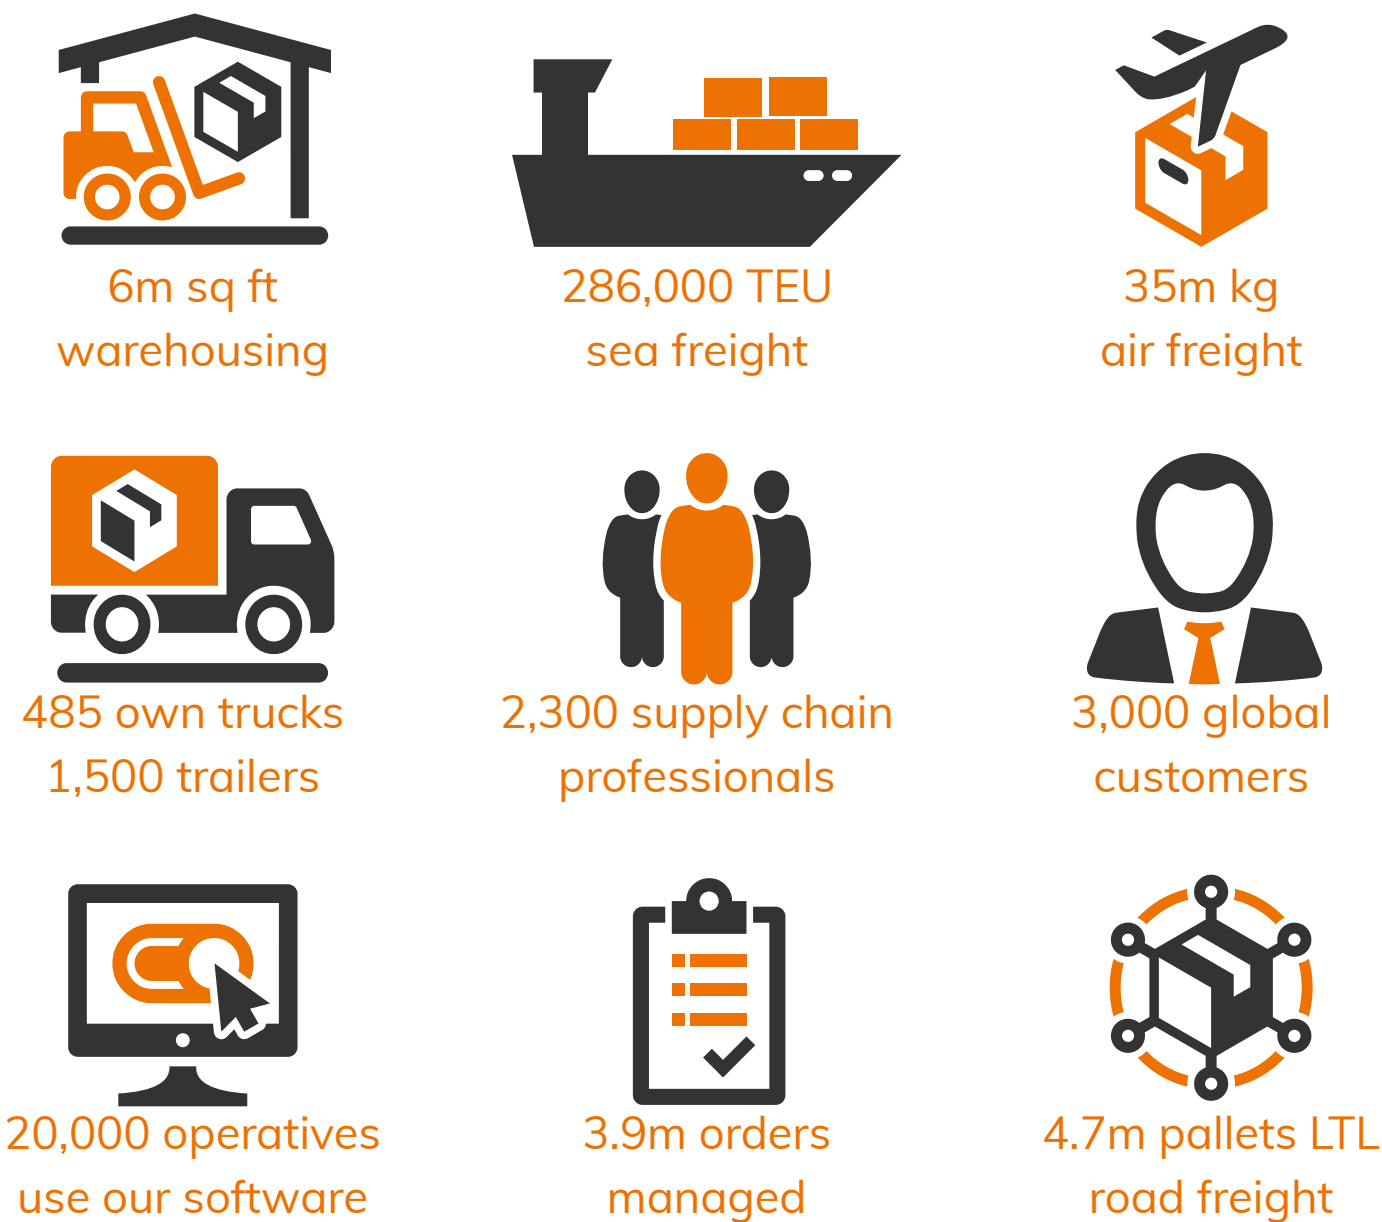 6m sq ft
warehousing
286,000 TEU
sea freight
35m kg
air freight
485 own trucks
1,500 trailers
2,300 supply chain
professionals
3,000 global
customers
20,000 operatives
use our software
3.9m orders
managed
4.7m pallets LTL
road freight